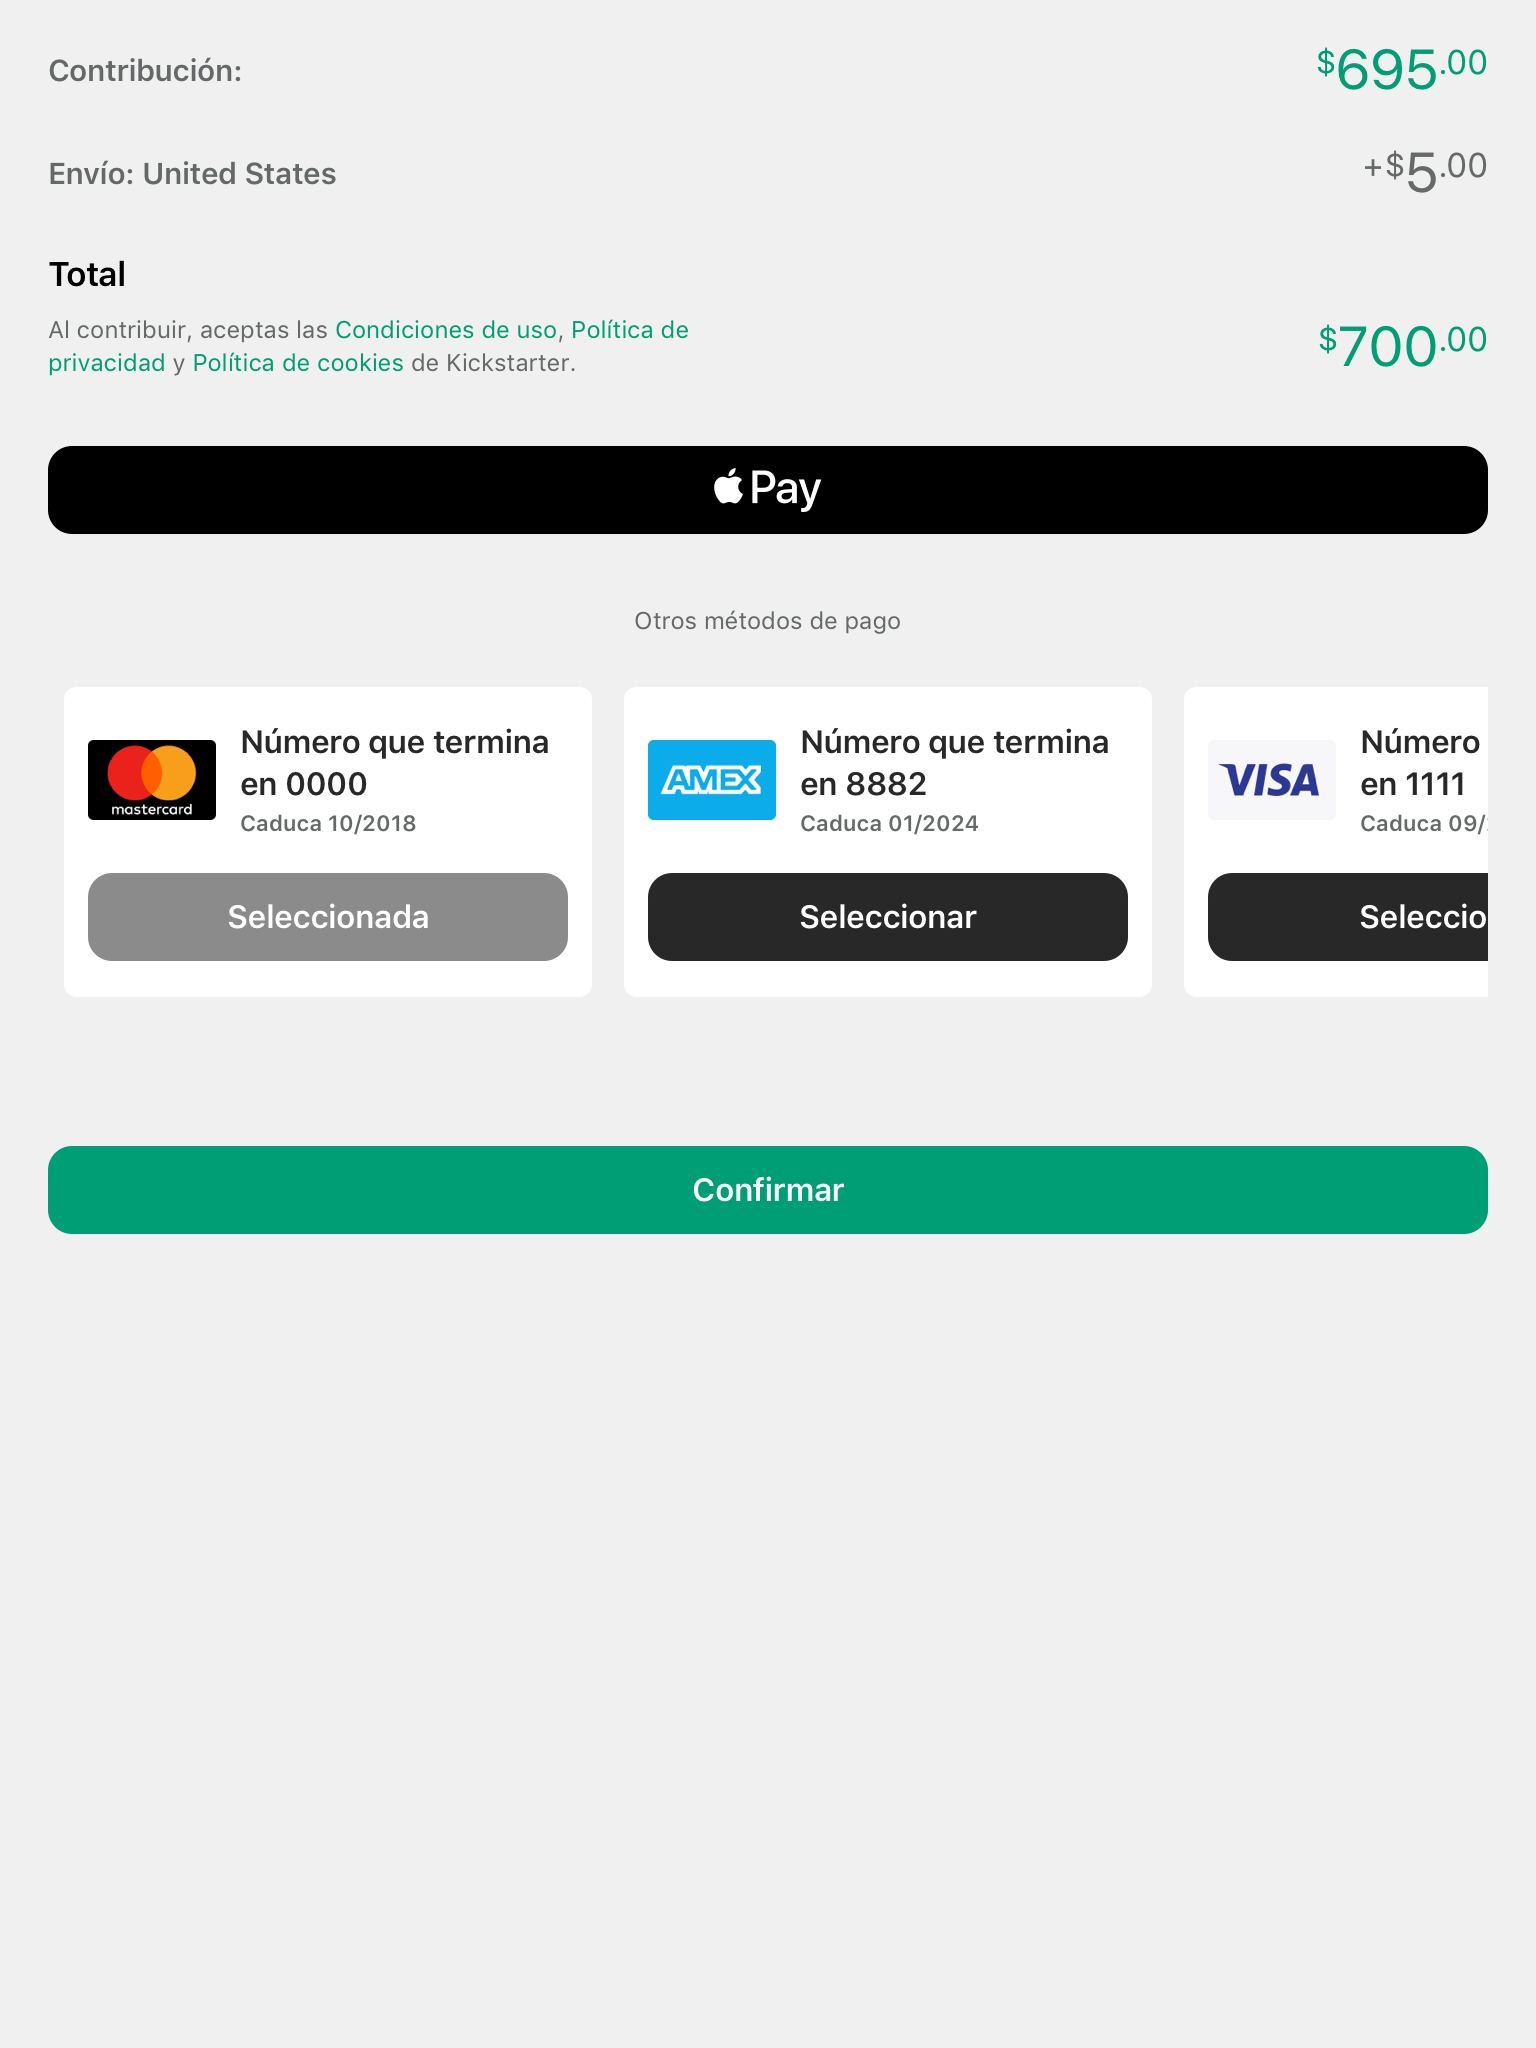 Contribución:
$695.00
Envío: United States
+$5.00
Total
Al contribuir, aceptas las Condiciones de uso, Política de
privacidad y Política de cookies de Kickstarter.
$700.00
Pay
Otros métodos de pago
mastercard
Número que termina
en 0000
Caduca 10/2018
Seleccionada
AMEX
Número que termina
en 8882
Caduca 01/2024
Seleccionar
VISA
Número
en 1111
Caduca 09/
Seleccio
Confirmar